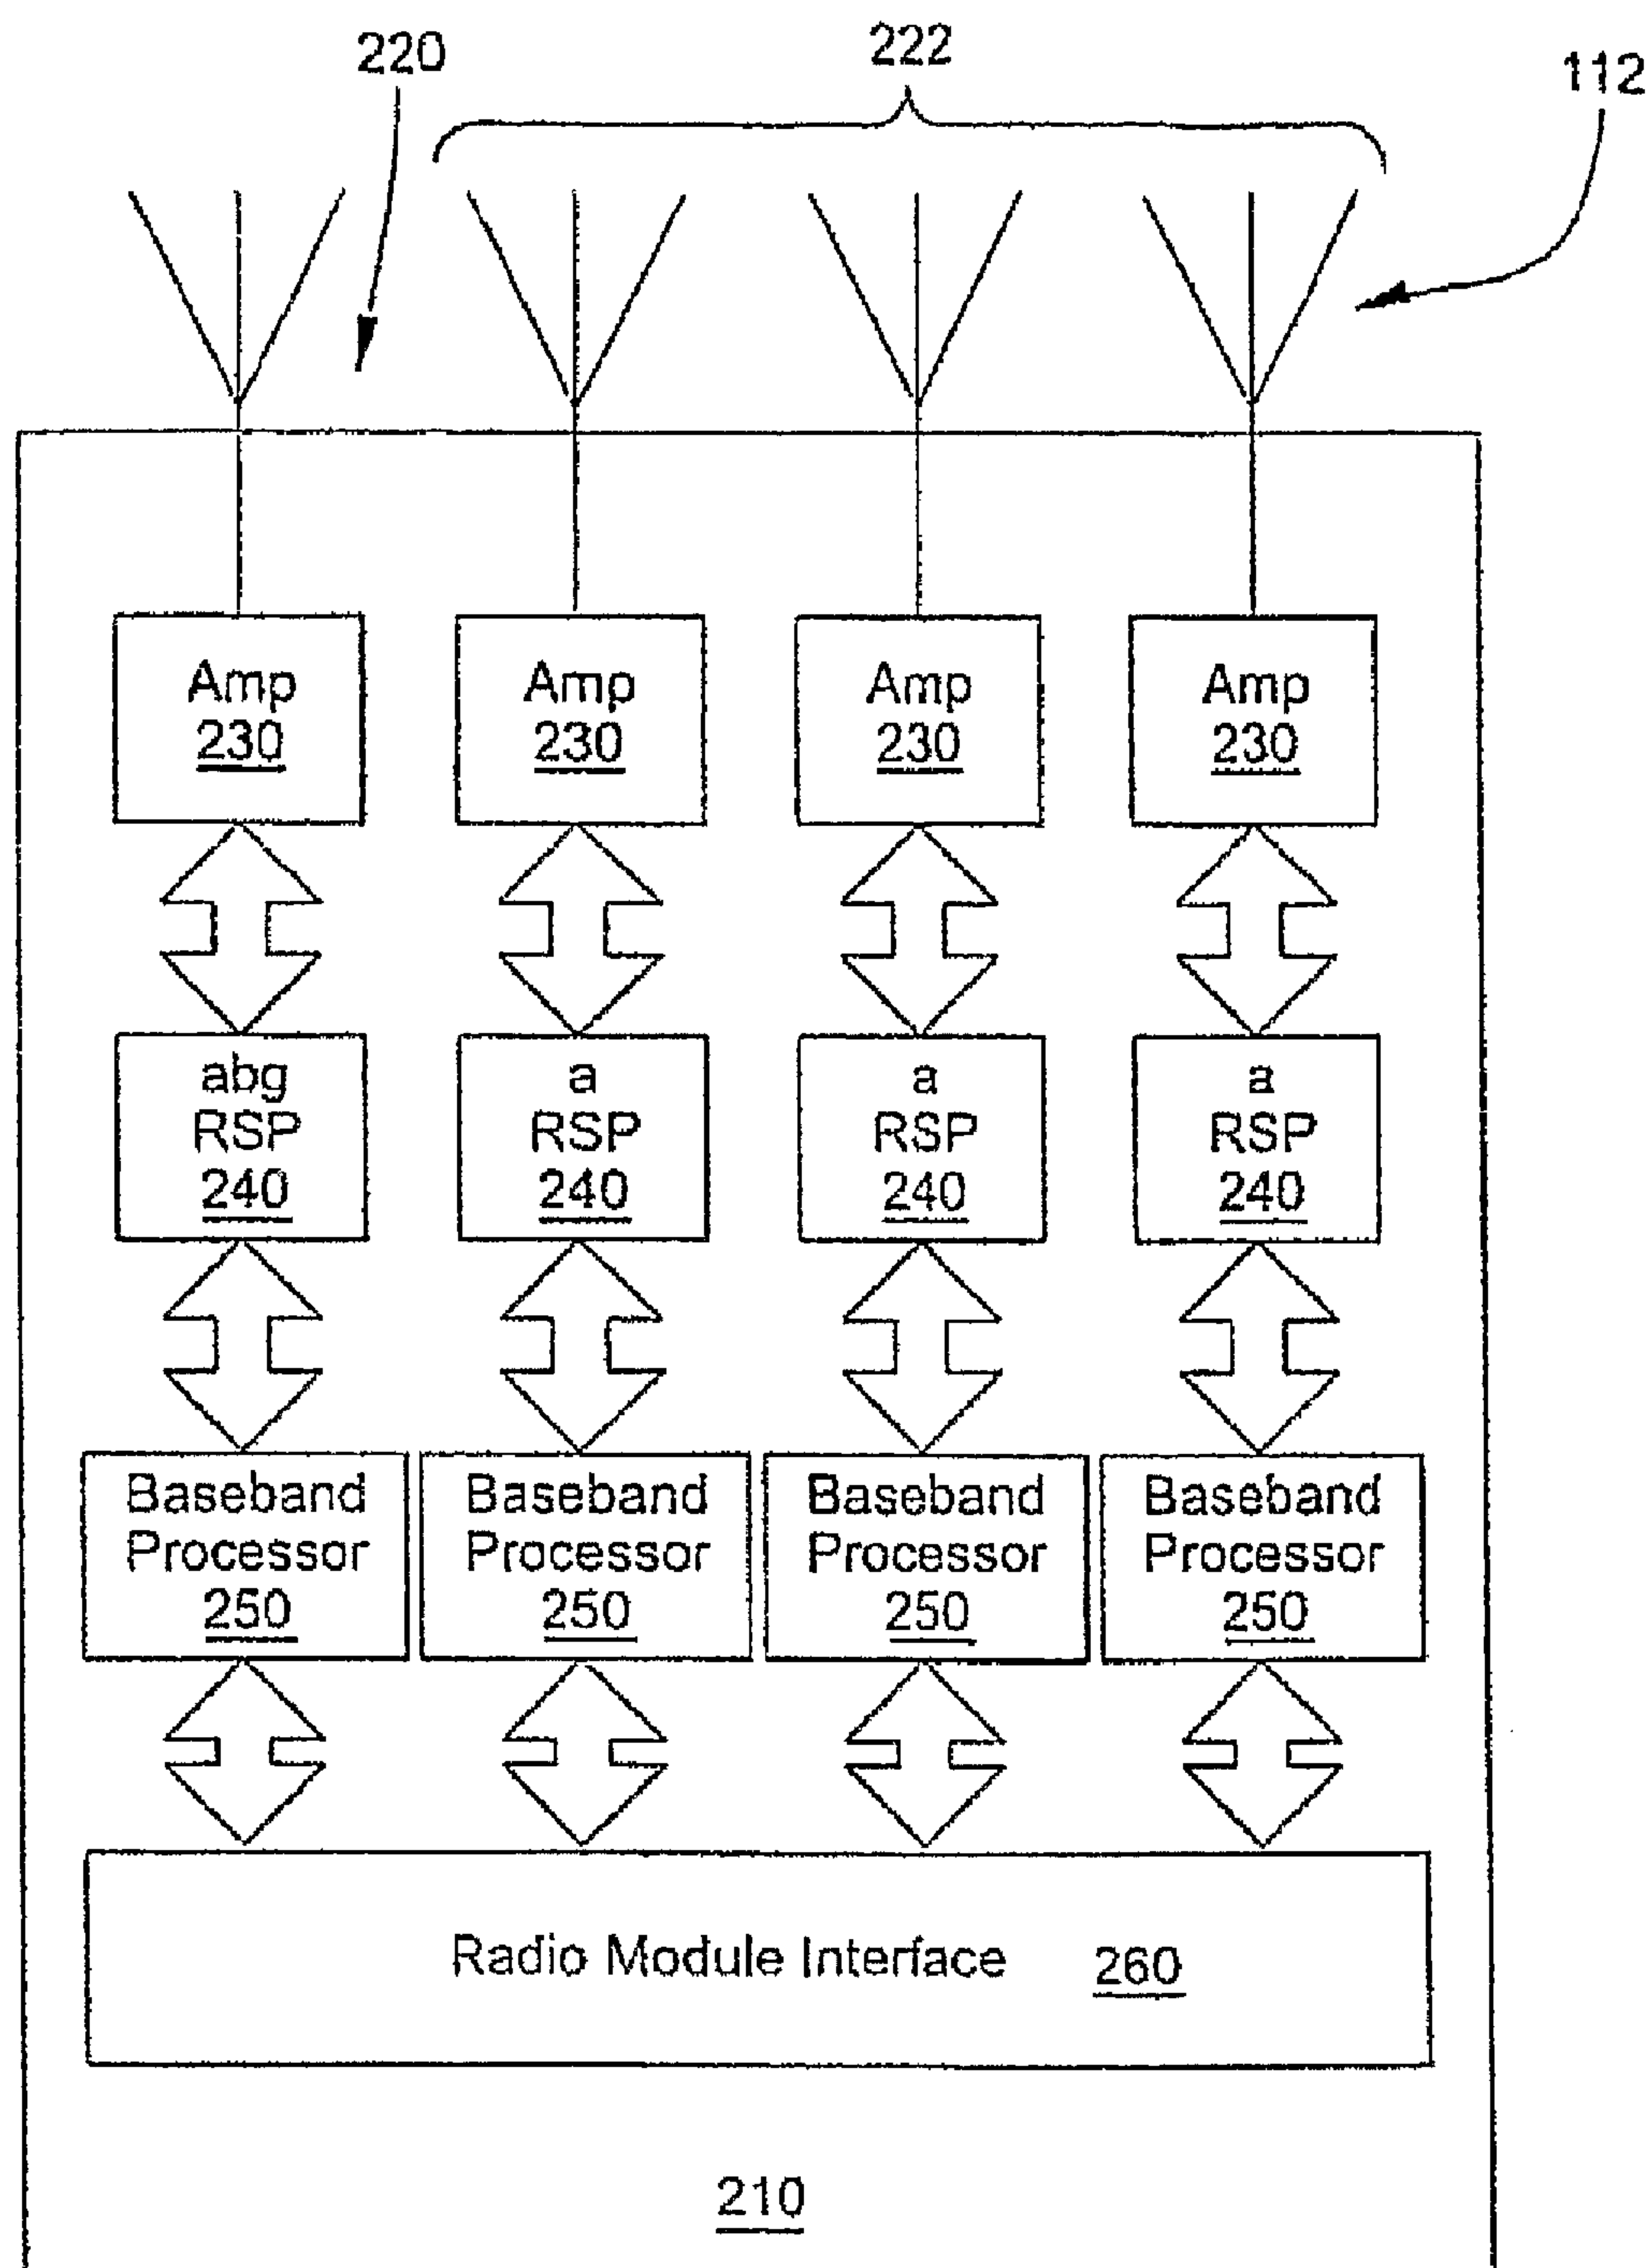 220
222
112
Amp
230
Amp
230
Amp
230
Amp
230
abg
RSP
240
a
RSP
240
a
RSP
240
a
RSP
240
Baseband
Processor
250
Baseband
Processor
250
Baseband
Processor
250
Baseband
Processor
250
Radio Module Interface 260
210